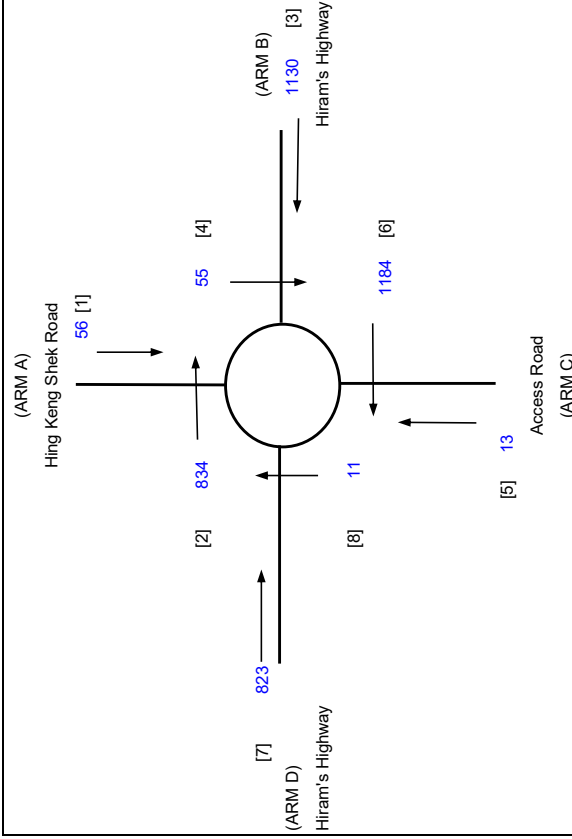 (ARM A)
Hing Keng Shek Road
56 [1]
[3]
(ARM B)
1130
Hiram's Highway
[4]
55
834
[2]
[6]
1184
11
[8]
823
[7]
(ARM D)
Hiram's Highway
13
[5]
Access Road
(ARM C)